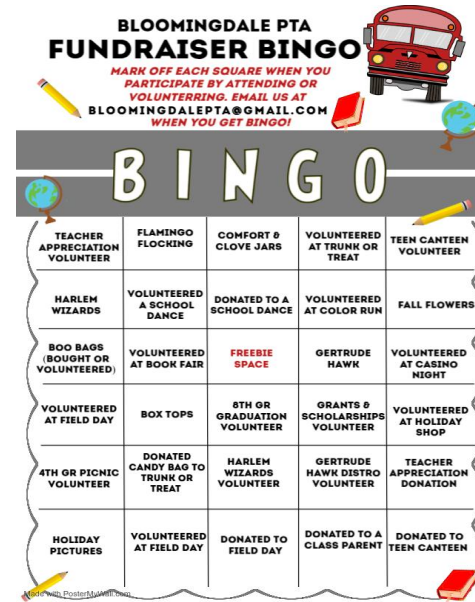 BLOOMINGDALE PTA
FUNDRAISER BINGO
MARK OFF EACH SQUARE WHEN YOU
PARTICIPATE BY ATTENDING OR
VOLUNTERRING. EMAIL US AT
BLOOMINGDALEPTA@GMAIL.COM
WHEN YOU GET BINGO!
BINGO
TEACHER
APPRECIATION
VOLUNTEER
FLAMINGO
FLOCKING
COMFORT &
CLOVE JARS
VOLUNTEERED
AT TRUNK OR
TREAT
TEEN CANTEEN
VOLUNTEER
HARLEM
WIZARDS
VOLUNTEERED
A SCHOOL
DANCE
DONATED TO A
SCHOOL DANCE
VOLUNTEERED
AT COLOR RUN
FALL FLOWERS
BOO BAGS
(BOUGHT OR
VOLUNTEERED)
VOLUNTEERED
AT BOOK FAIR
FREEBIE
SPACE
GERTRUDE
HAWK
VOLUNTEERED
AT CASINO
NIGHT
VOLUNTEERED
AT FIELD DAY
BOX TOPS
8TH GR
GRADUATION
VOLUNTEER
GRANTS &
SCHOLARSHIPS
VOLUNTEER
VOLUNTEERED
AT HOLIDAY
SHOP
4TH GR PICNIC
VOLUNTEER
DONATED
CANDY BAG TO
TRUNK OR
TREAT
HARLEM
WIZARDS
VOLUNTEER
GERTRUDE
HAWK DISTRO
VOLUNTEER
TEACHER
APPRECIATION
DONATION
HOLIDAY
PICTURES
VOLUNTEERED
AT FIELD DAY
DONATED TO
FIELD DAY
DONATED TO A
CLASS PARENT
DONATED TO
TEEN CANTEEN
Made with PosterMyWall.com